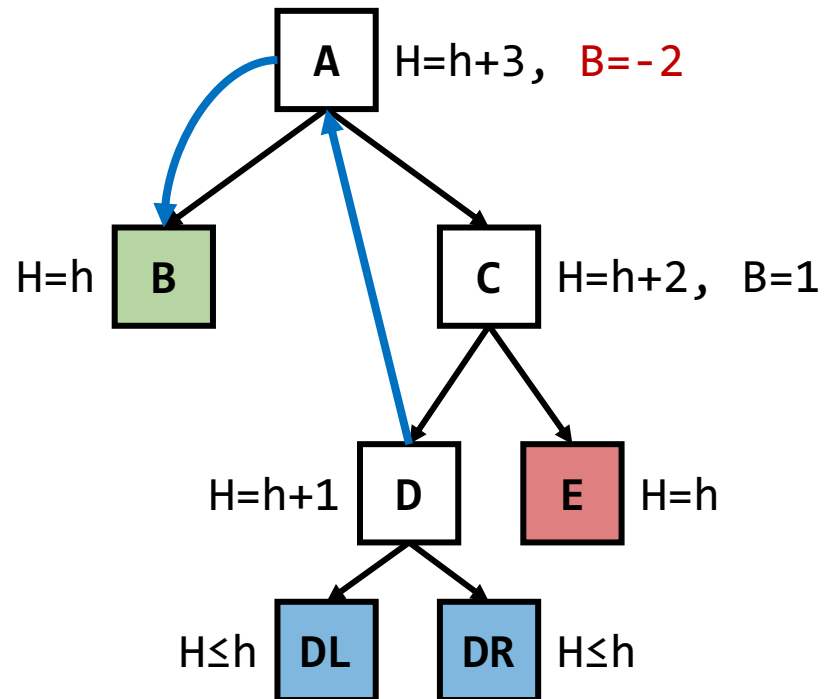 A H=h+3, B=-2
H=h B C H=h+2, B=1
H=h+1 D E H=h
H≤h DL DR H≤h